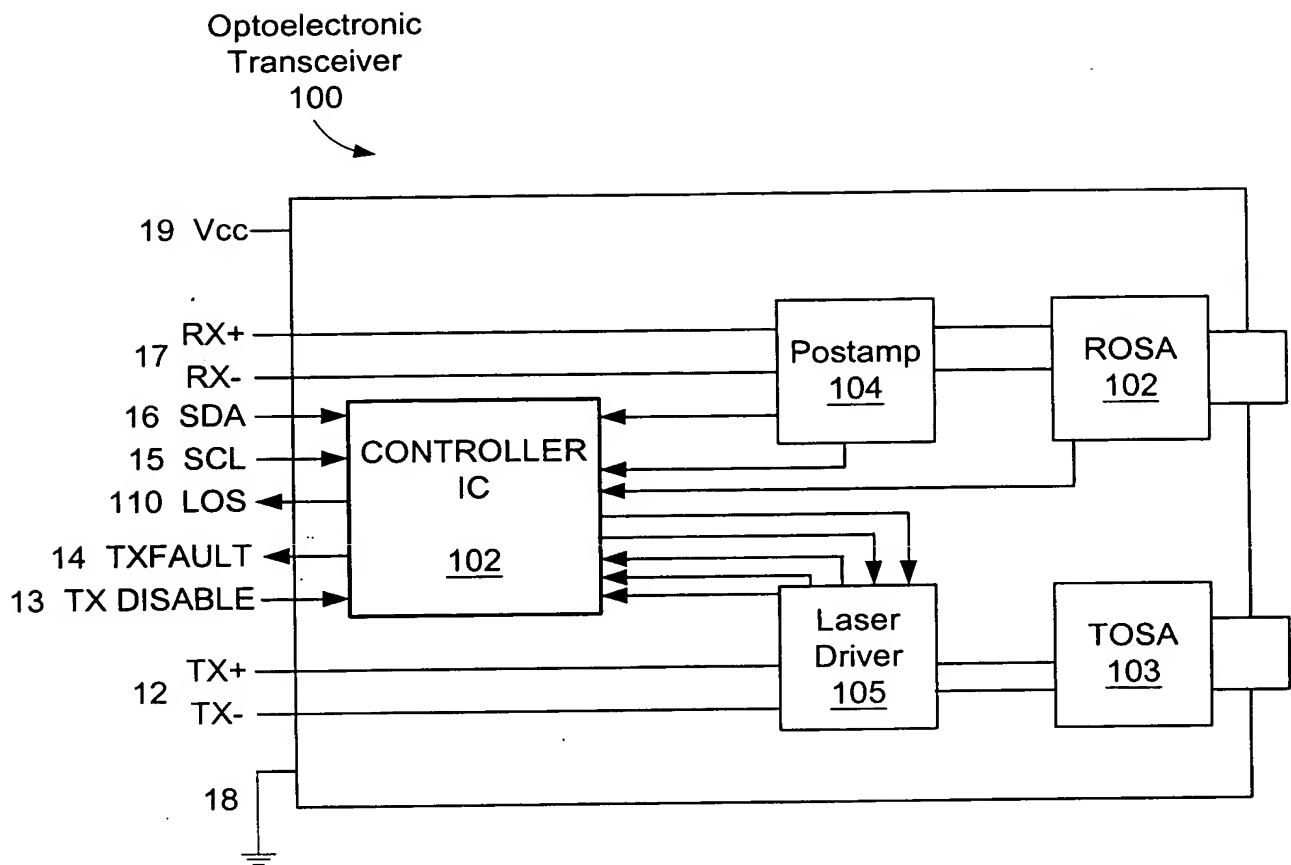 Optoelectronic
Transceiver
100
19 Vcc
17 RX+
RX-
16 SDA
15 SCL
110 LOS
14 TXFAULT
13 TX DISABLE
12 TX+
TX-
18
CONTROLLER
IC
102
Postamp
104
ROSA
102
Laser
Driver
105
TOSA
103